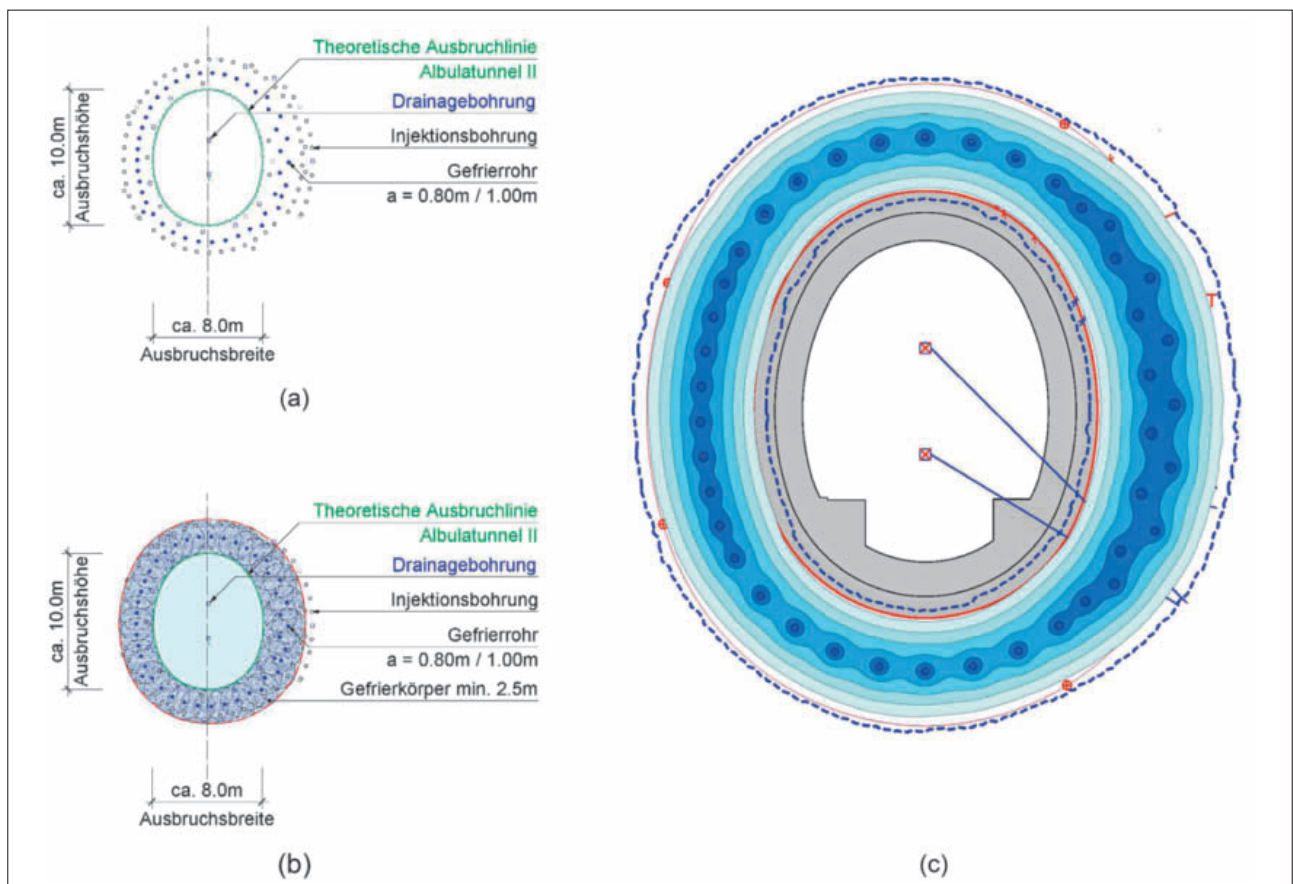 Theoretische Ausbruchlinie
Albulatunnel II
Drainagebohrung
Injektionsbohrung
Gefrierrohr
a = 0.80m / 1.00m
ca. 10.0m
Ausbruchshöhe
ca. 8.0m
Ausbruchsbreite
(a)
Theoretische Ausbruchlinie
Albulatunnel II
Drainagebohrung
Injektionsbohrung
Gefrierrohr
a = 0.80m / 1.00m
Gefrierkörper min. 2.5m
ca. 10.0m
Ausbruchshöhe
ca. 8.0m
Ausbruchsbreite
(b)
(c)